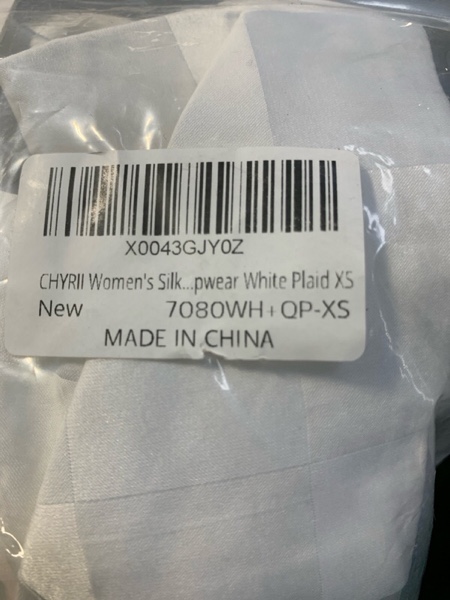 X0043GJY0Z
CHYRII Women's Silk...pwear White Plaid XS
New 7080WH+QP-XS
MADE IN CHINA